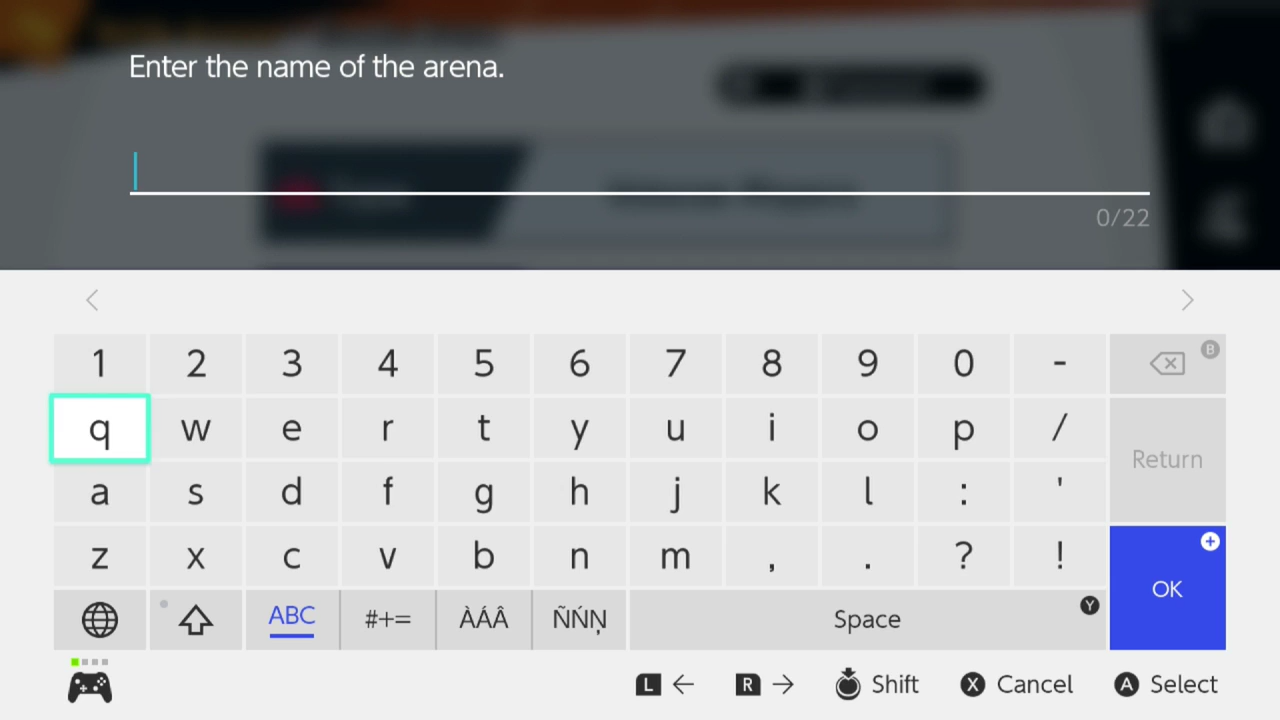 Enter the name of the arena.
0/22
1 2 3 4 5 6 7 8 9 0 -
B
q w e r t y u i o p /
Return
a s d f g h j k l : '
z x c v b n m , . ? !
+
OK
ABC #+= ÀÁÂ ÑŃŅ Space Y
L ← R → Shift X Cancel A Select